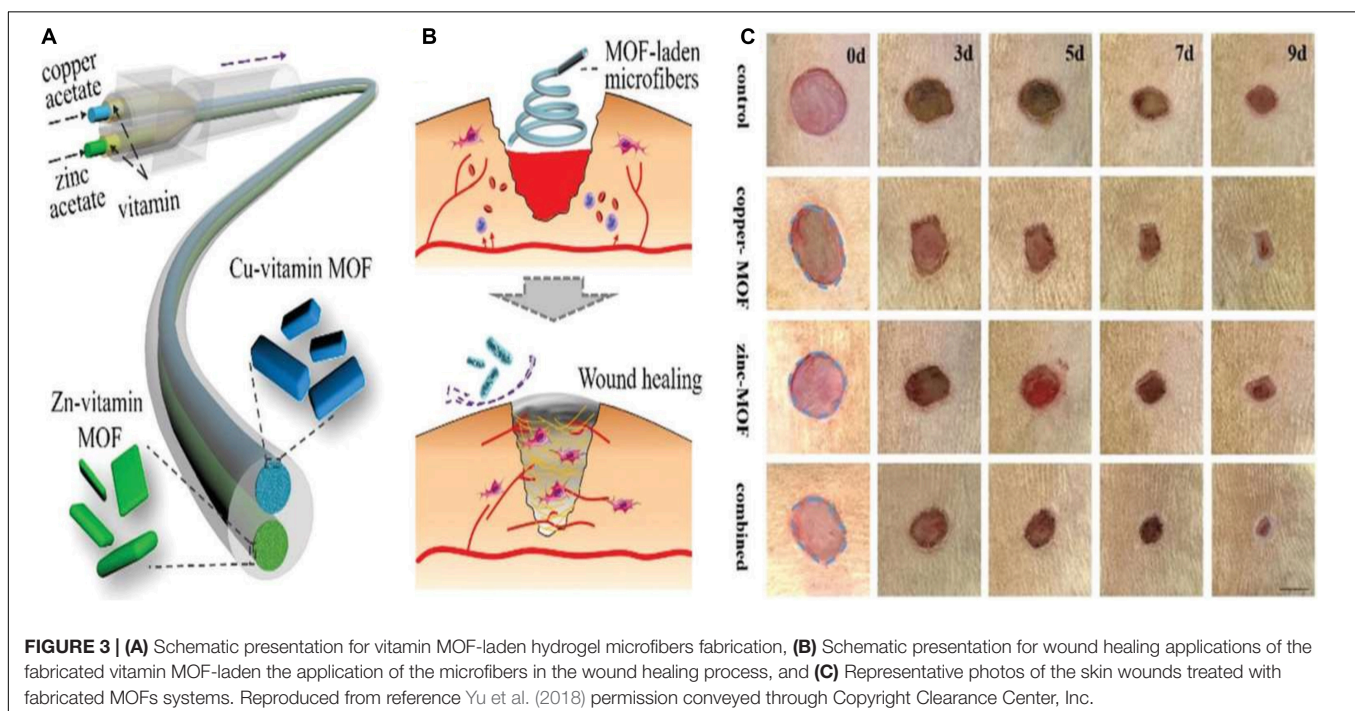 A
copper
acetate
zinc
acetate
vitamin
Cu-vitamin MOF
Zn-vitamin
MOF
B
MOF-laden
microfibers
Wound healing
C
0d
3d
5d
7d
9d
control
copper- MOF
zinc-MOF
combined
FIGURE 3 | (A) Schematic presentation for vitamin MOF-laden hydrogel microfibers fabrication, (B) Schematic presentation for wound healing applications of the
fabricated vitamin MOF-laden the application of the microfibers in the wound healing process, and (C) Representative photos of the skin wounds treated with
fabricated MOFs systems. Reproduced from reference Yu et al. (2018) permission conveyed through Copyright Clearance Center, Inc.